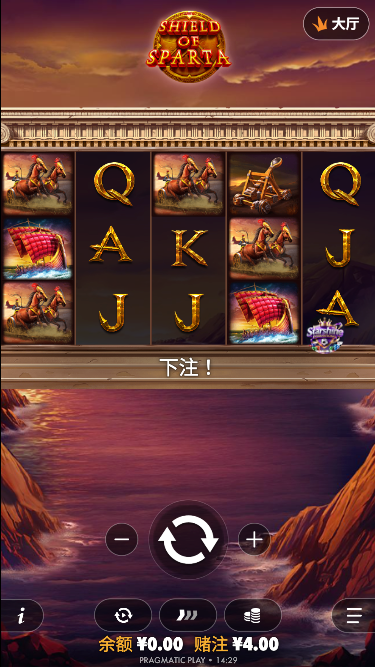 SHIELD
OF
SPARTA
大厅
Q
Q
A
K
J
J
J
A
Starshine
下注！
余额 ¥0.00 赌注 ¥4.00
PRAGMATIC PLAY • 14:29